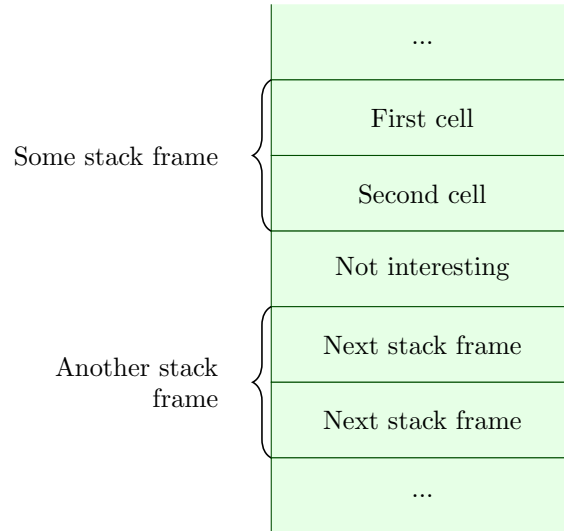 ...
First cell
Some stack frame
Second cell
Not interesting
Next stack frame
Another stack
frame
Next stack frame
...